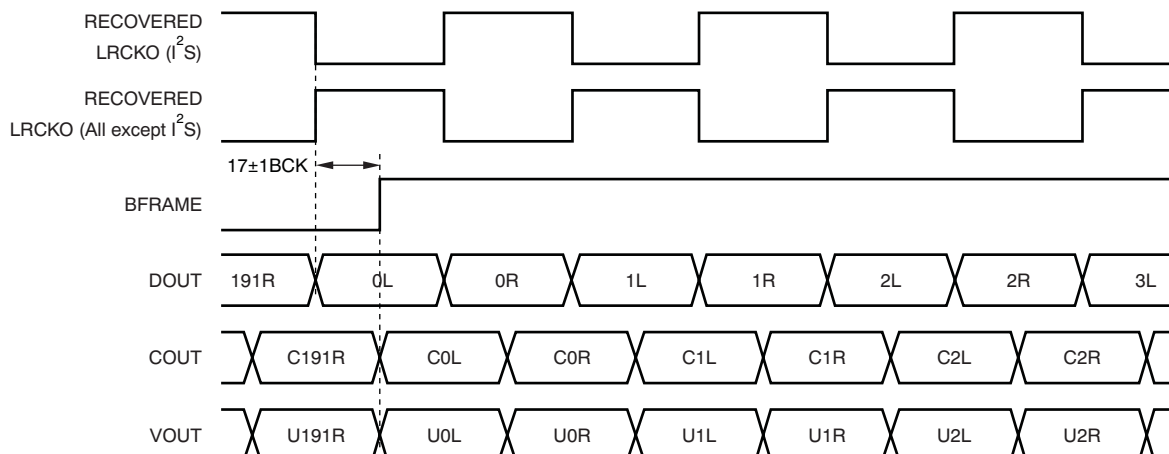 RECOVERED
LRCKO (I²S)
RECOVERED
LRCKO (All except I²S)
17±1BCK
BFRAME
DOUT 191R 0L 0R 1L 1R 2L 2R 3L
COUT C191R C0L C0R C1L C1R C2L C2R
VOUT U191R U0L U0R U1L U1R U2L U2R